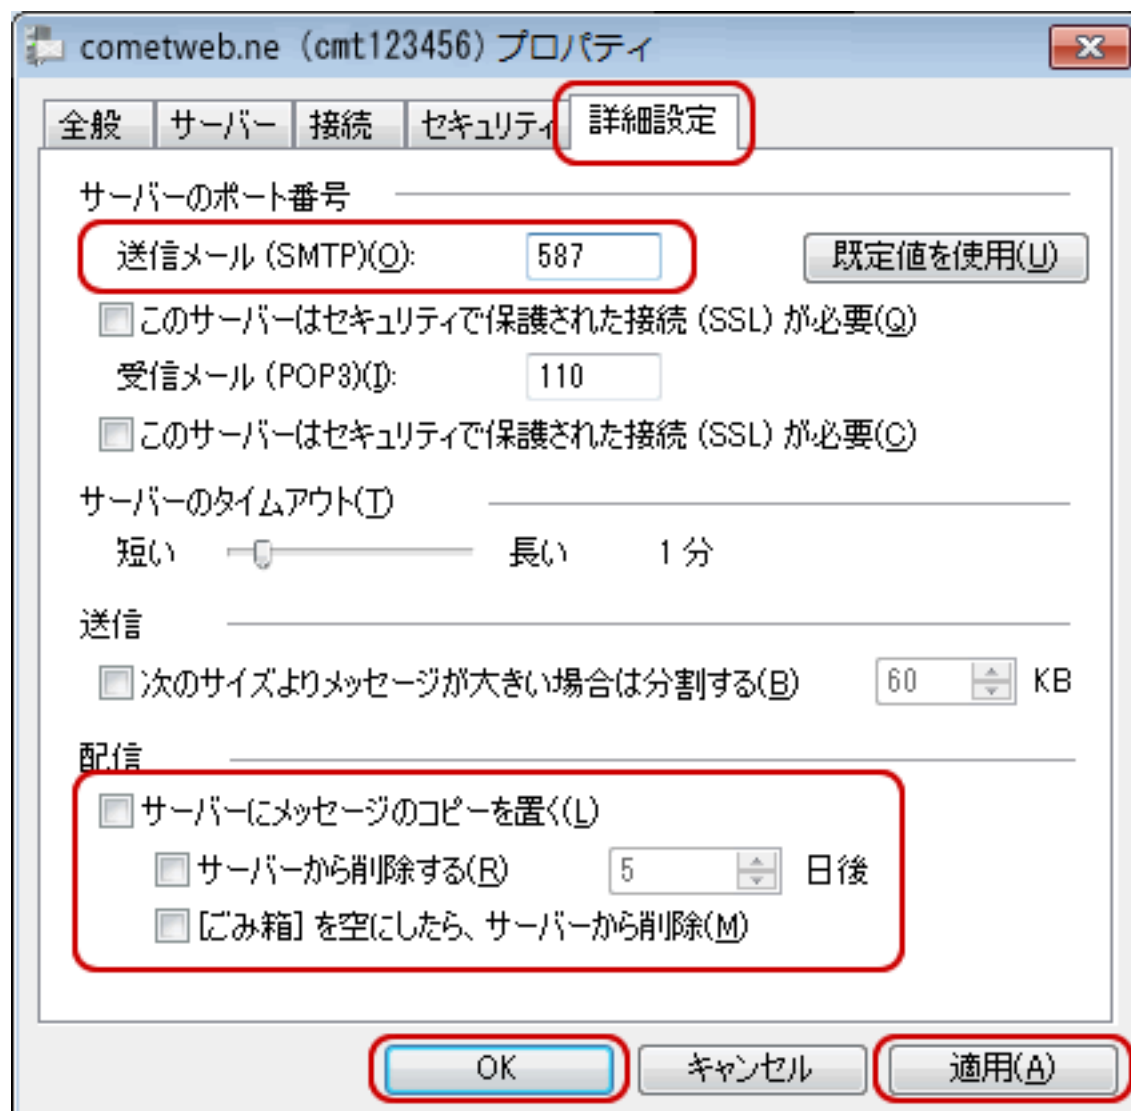 cometweb.ne (cmt123456) プロパティ
全般 サーバー 接続 セキュリティ 詳細設定
サーバーのポート番号
送信メール (SMTP)(O): 587 既定値を使用(U)
このサーバーはセキュリティで保護された接続 (SSL) が必要(Q)
受信メール (POP3)(I): 110
このサーバーはセキュリティで保護された接続 (SSL) が必要(C)
サーバーのタイムアウト(T)
短い 長い 1 分
送信
次のサイズよりメッセージが大きい場合は分割する(B) 60 KB
配信
サーバーにメッセージのコピーを置く(L)
サーバーから削除する(R) 5 日後
[ごみ箱] を空にしたら、サーバーから削除(M)
OK キャンセル 適用(A)